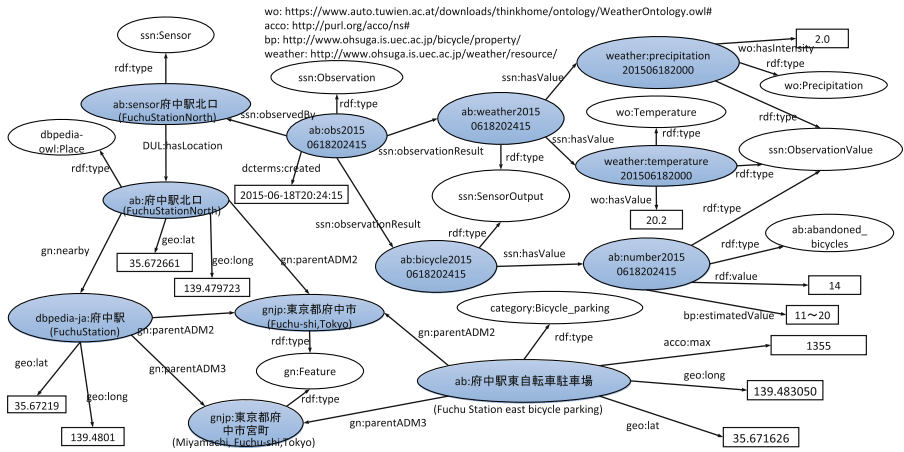 wo: https://www.auto.tuwien.ac.at/downloads/thinkhome/ontology/WeatherOntology.owl#
acco: http://purl.org/acco/ns#
bp: http://www.ohsuga.is.uec.ac.jp/bicycle/property/
weather: http://www.ohsuga.is.uec.ac.jp/weather/resource/
ssn:Sensor
rdf:type
ab:sensor府中駅北口
(FuchuStationNorth)
ssn:Observation
rdf:type
ssn:observedBy
ab:obs2015
0618202415
ssn:observationResult
ab:weather2015
0618202415
ssn:hasValue
weather:precipitation
201506182000
wo:hasIntensity
2.0
rdf:type
wo:Precipitation
rdf:type
wo:Temperature
rdf:type
ssn:hasValue
weather:temperature
201506182000
rdf:type
ssn:ObservationValue
wo:hasValue
20.2
dbpedia-
owl:Place
rdf:type
DUL:hasLocation
dcterms:created
2015-06-18T20:24:15
rdf:type
ssn:SensorOutput
rdf:type
ssn:observationResult
ab:府中駅北口
(FuchuStationNorth)
geo:lat
35.672661
geo:long
139.479723
gn:nearby
gn:parentADM2
ab:bicycle2015
0618202415
ssn:hasValue
ab:number2015
0618202415
rdf:type
rdf:type
ab:abandoned_
bicycles
rdf:value
14
bp:estimatedValue
11～20
dbpedia-ja:府中駅
(FuchuStation)
gn:parentADM2
gnjp:東京都府中市
(Fuchu-shi,Tokyo)
gn:parentADM2
category:Bicycle_parking
rdf:type
rdf:type
gn:Feature
rdf:type
gn:parentADM3
geo:lat
35.67219
geo:long
139.4801
gnjp:東京都府
中市宮町
(Miyamachi, Fuchu-shi,Tokyo)
gn:parentADM3
ab:府中駅東自転車駐車場
(Fuchu Station east bicycle parking)
acco:max
1355
geo:long
139.483050
geo:lat
35.671626